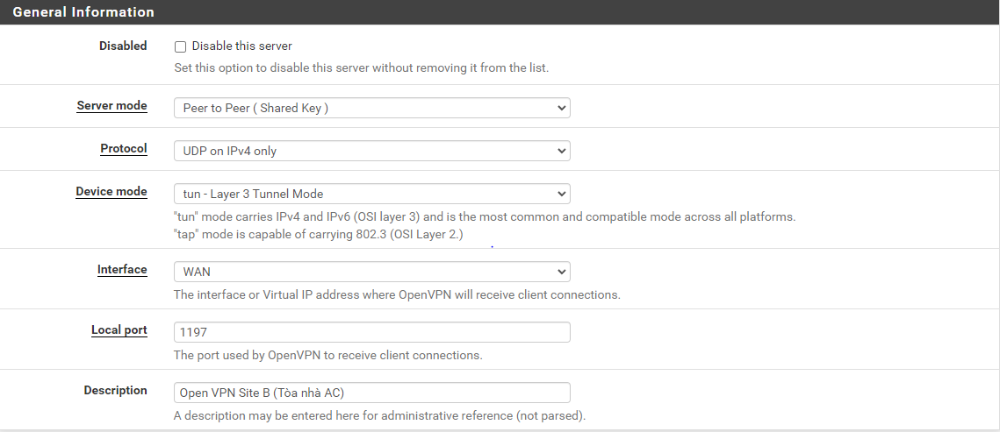 General Information
Disabled
Disable this server
Set this option to disable this server without removing it from the list.
Server mode
Peer to Peer ( Shared Key )
Protocol
UDP on IPv4 only
Device mode
tun - Layer 3 Tunnel Mode
"tun" mode carries IPv4 and IPv6 (OSI layer 3) and is the most common and compatible mode across all platforms.
"tap" mode is capable of carrying 802.3 (OSI Layer 2.)
Interface
WAN
The interface or Virtual IP address where OpenVPN will receive client connections.
Local port
1197
The port used by OpenVPN to receive client connections.
Description
Open VPN Site B (Tòa nhà AC)
A description may be entered here for administrative reference (not parsed).